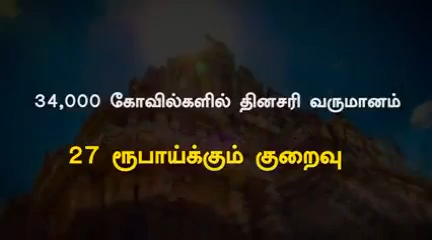 34,000 கோவில்களில் தினசரி வருமானம்
27 ரூபாய்க்கும் குறைவு